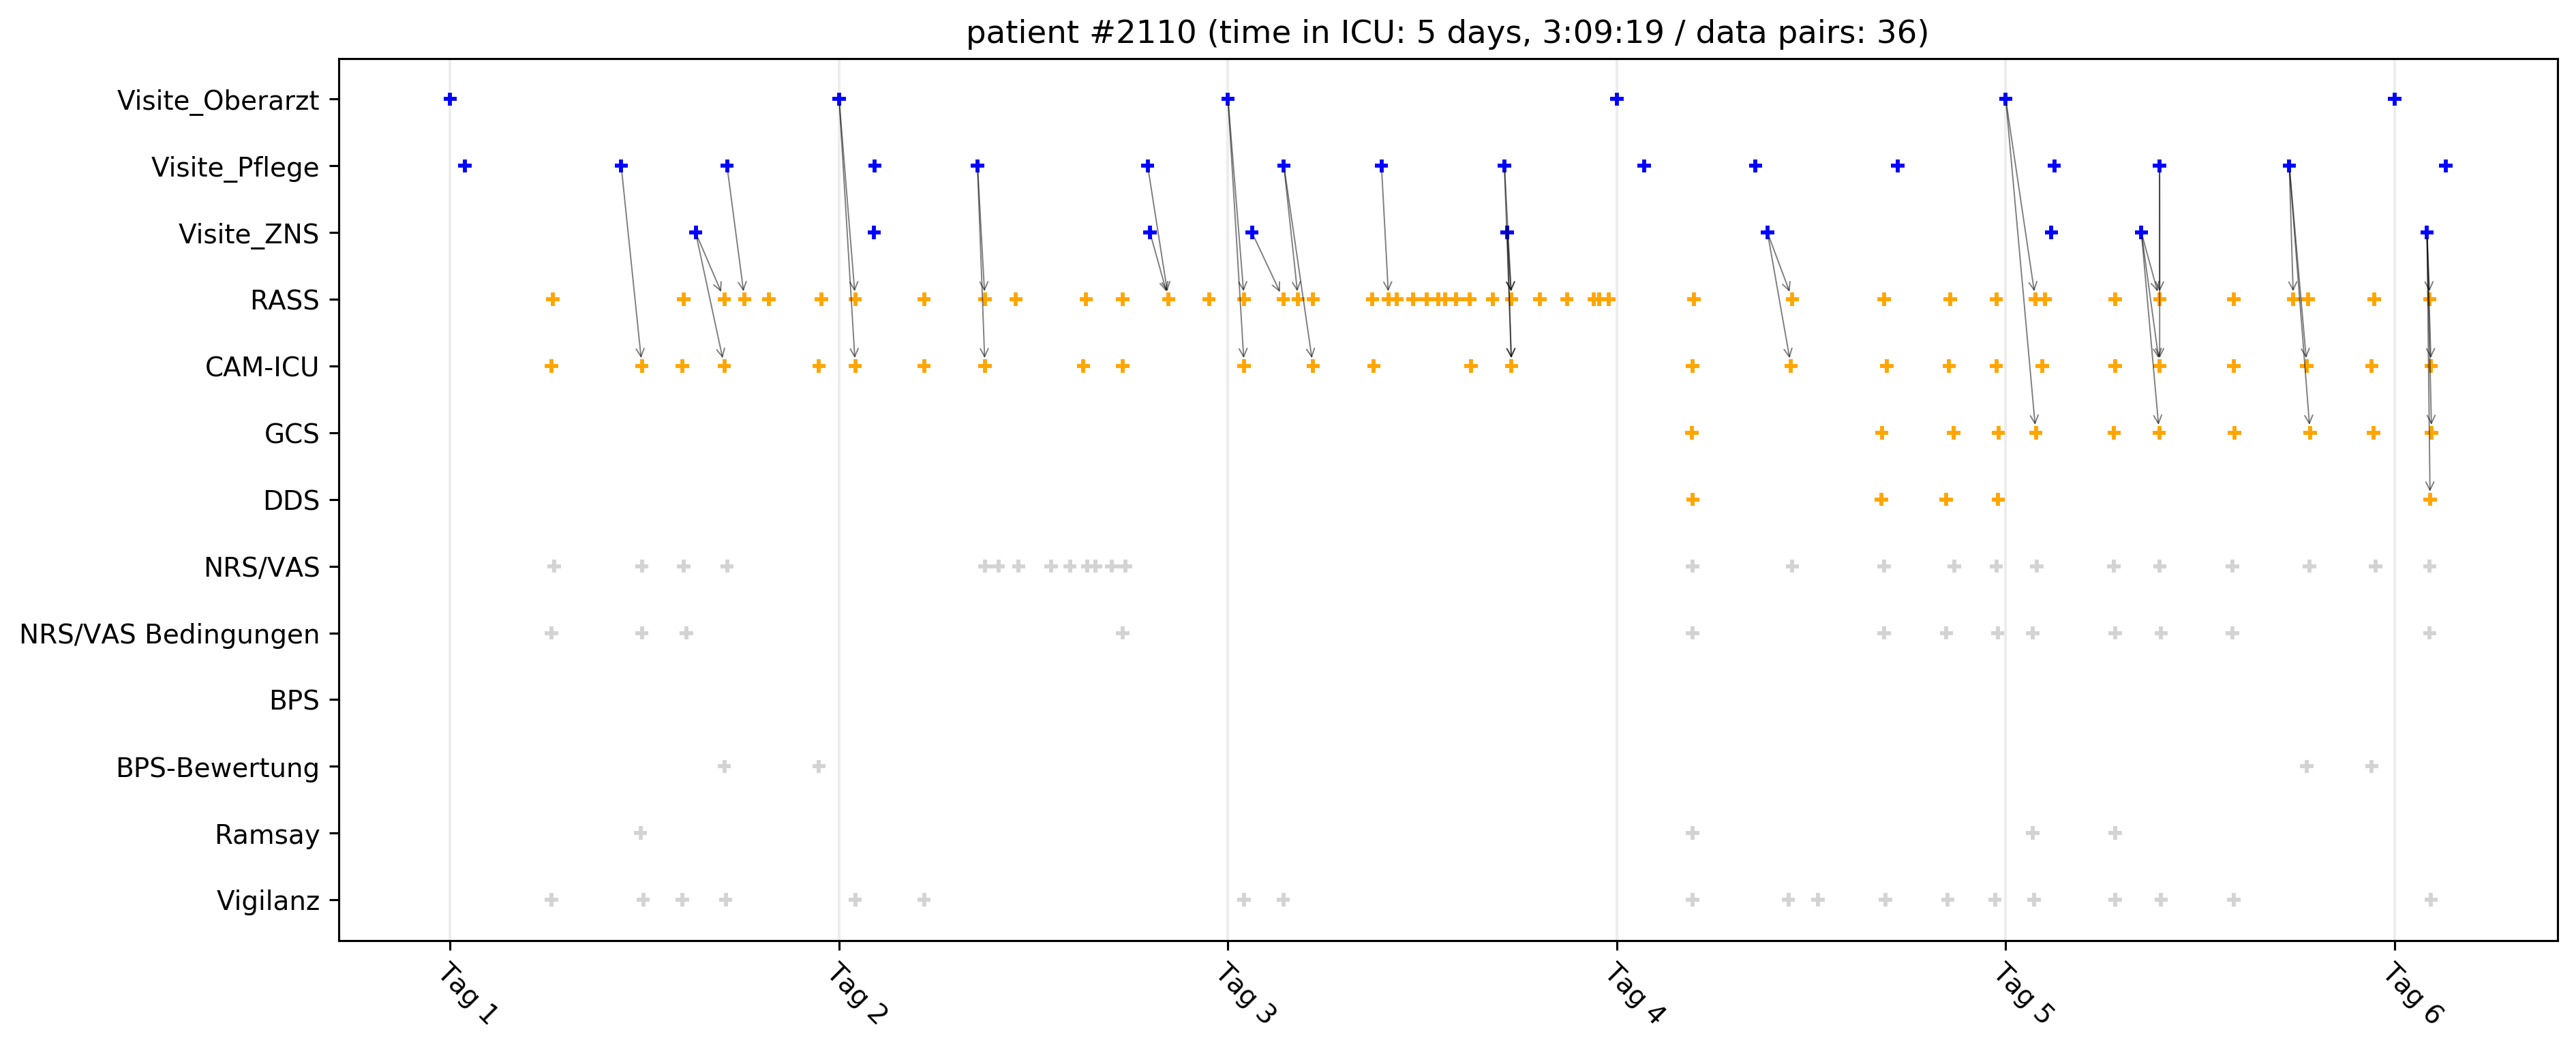 patient #2110 (time in ICU: 5 days, 3:09:19 / data pairs: 36)
Visite_Oberarzt
Visite_Pflege
Visite_ZNS
RASS
CAM-ICU
GCS
DDS
NRS/VAS
NRS/VAS Bedingungen
BPS
BPS-Bewertung
Ramsay
Vigilanz
Tag 1
Tag 2
Tag 3
Tag 4
Tag 5
Tag 6